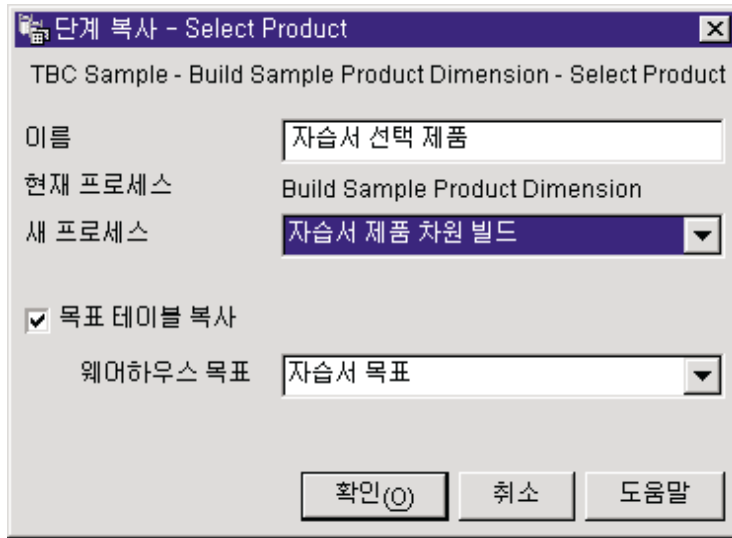 단계 복사 - Select Product
TBC Sample - Build Sample Product Dimension - Select Product
이름 자습서 선택 제품
현재 프로세스 Build Sample Product Dimension
새 프로세스 자습서 제품 차원 빌드
목표 테이블 복사
웨어하우스 목표 자습서 목표
확인(O) 취소 도움말